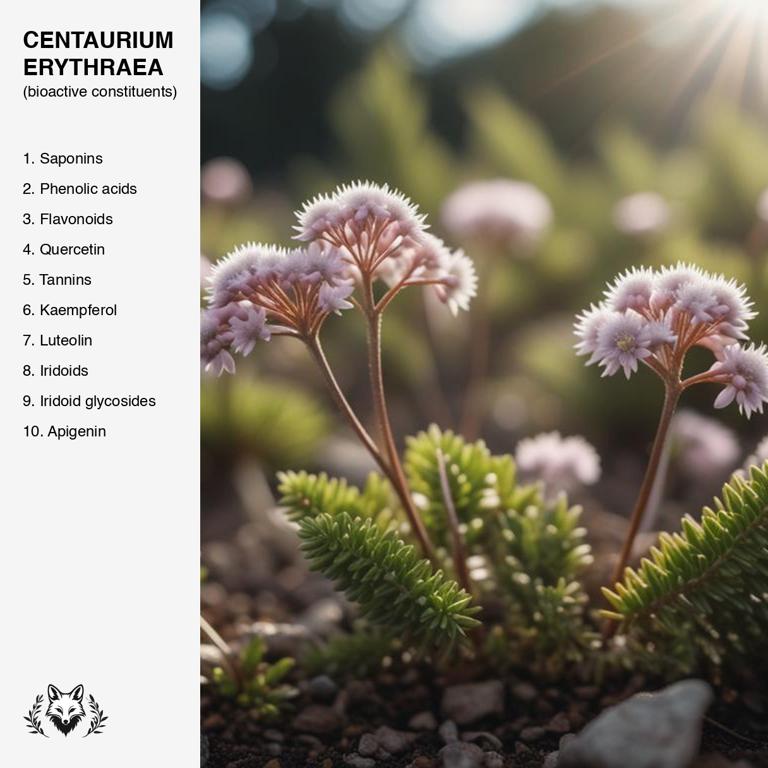 CENTAURIUM
ERYTHRAEA
(bioactive constituents)
1. Saponins
2. Phenolic acids
3. Flavonoids
4. Quercetin
5. Tannins
6. Kaempferol
7. Luteolin
8. Iridoids
9. Iridoid glycosides
10. Apigenin